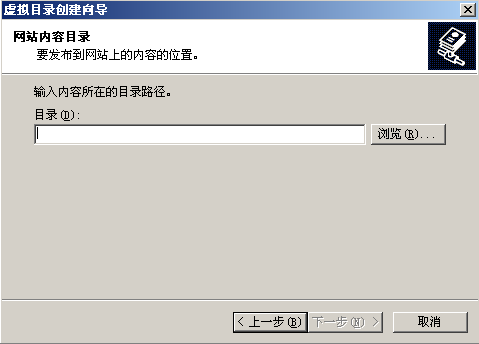 虚拟目录创建向导
网站内容目录
要发布到网站上的内容的位置。
输入内容所在的目录路径。
目录(D):
浏览(R)...
< 上一步(B)
下一步(N) >
取消